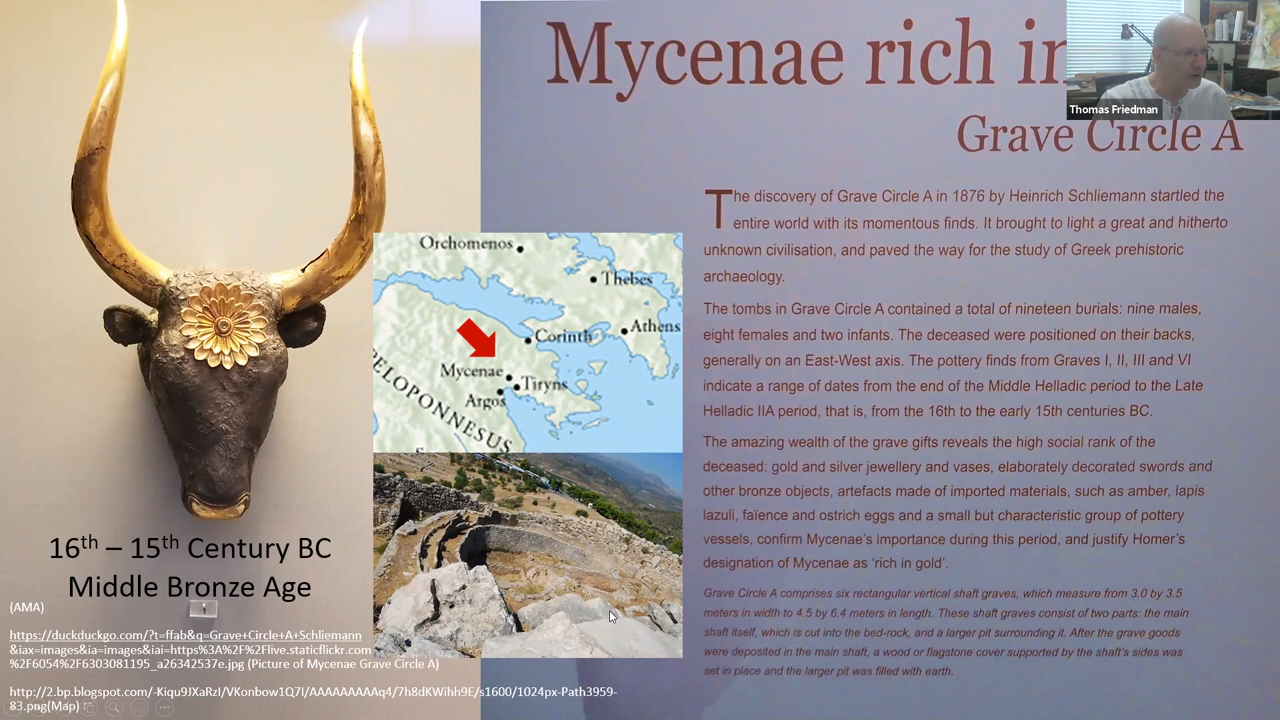 Mycenae rich in
Grave Circle A
Thomas Friedman
The discovery of Grave Circle A in 1876 by Heinrich Schliemann startled the
entire world with its momentous finds. It brought to light a great and hitherto
unknown civilisation, and paved the way for the study of Greek prehistoric
archaeology.
The tombs in Grave Circle A contained a total of nineteen burials: nine males,
eight females and two infants. The deceased were positioned on their backs,
generally on an East-West axis. The pottery finds from Graves I, II, III and VI
indicate a range of dates from the end of the Middle Helladic period to the Late
Helladic IIA period, that is, from the 16th to the early 15th centuries BC.
The amazing wealth of the grave gifts reveals the high social rank of the
deceased: gold and silver jewellery and vases, elaborately decorated swords and
other bronze objects, artefacts made of imported materials, such as amber, lapis
lazuli, faïence and ostrich eggs and a small but characteristic group of pottery
vessels, confirm Mycenae's importance during this period, and justify Homer's
designation of Mycenae as 'rich in gold'.
Grave Circle A comprises six rectangular vertical shaft graves, which measure from 3.0 by 3.5
meters in width to 4.5 by 6.4 meters in length. These shaft graves consist of two parts: the main
shaft itself, which is cut into the bed-rock, and a larger pit surrounding it. After the grave goods
were deposited in the main shaft, a wood or flagstone cover supported by the shaft's sides was
set in place and the larger pit was filled with earth.
Orchomenos
Thebes
Athens
Corinth
Mycenae
Tiryns
Argos
PELOPONNESUS
16th – 15th Century BC
Middle Bronze Age
(AMA)
https://duckduckgo.com/?t=ffab&q=Grave+Circle+A+Schliemann
&iax=images&ia=images&iai=https%3A%2F%2Flive.staticflickr.com
%2F6054%2F6303081195_a26342537e.jpg (Picture of Mycenae Grave Circle A)
http://2.bp.blogspot.com/-Kiqu9JXaRzI/VKonbow1Q7I/AAAAAAAAAq4/7h8dKWihh9E/s1600/1024px-Path3959-
83.png(Map)